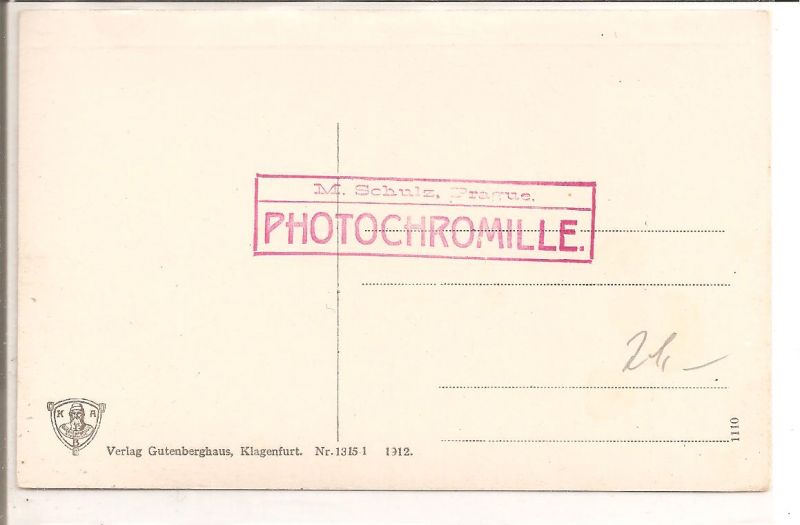 M. Schulz, Prague.
PHOTOCHROMILLE.
K A
B
Verlag Gutenberghaus, Klagenfurt. Nr. 1315 1 1912.
1110